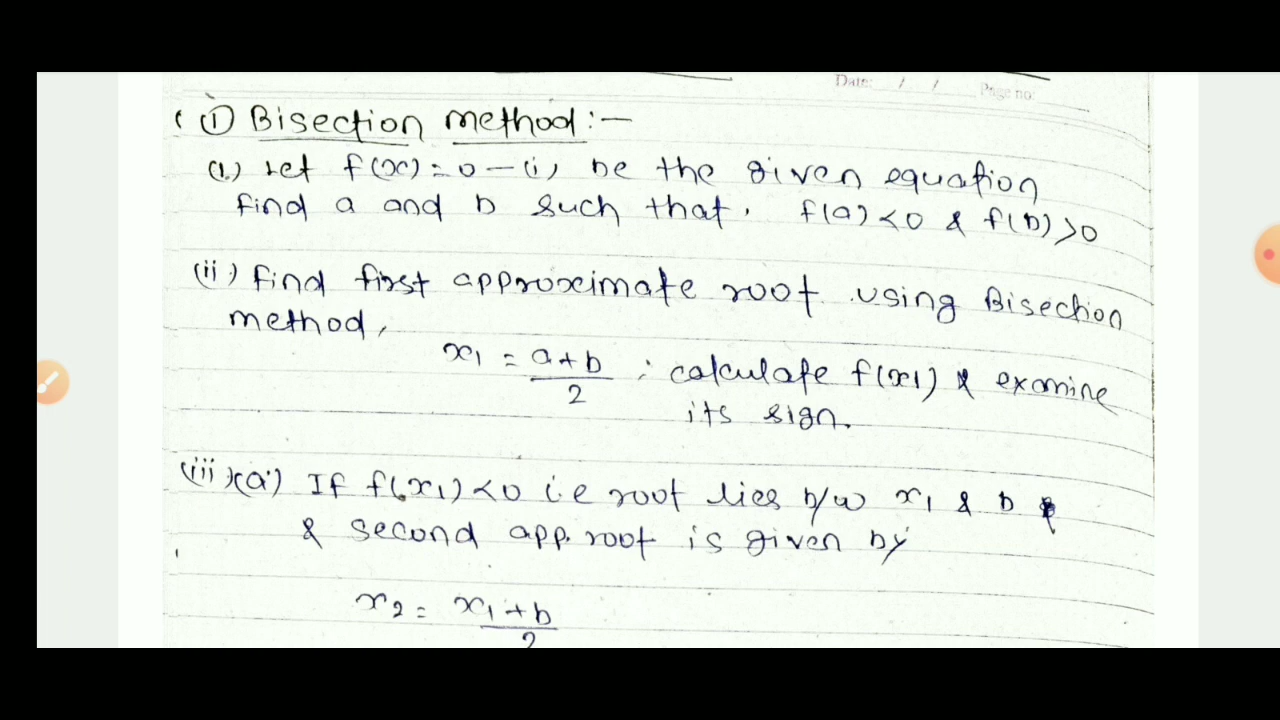 Date: / / Page no:
① Bisection method :-
(i.) Let f(x) = 0 - (i), be the given equation
find a and b such that. f(a) < 0 & f(b) > 0
(ii.) find first approximate root using Bisection
method,
x₁ = a+b/2 ; calculate f(x₁) & examine
its sign.
(iii)(a) If f(x₁) < 0 i.e root lies b/w x₁ & b
& second app. root is given by
x₂ = x₁+b/2